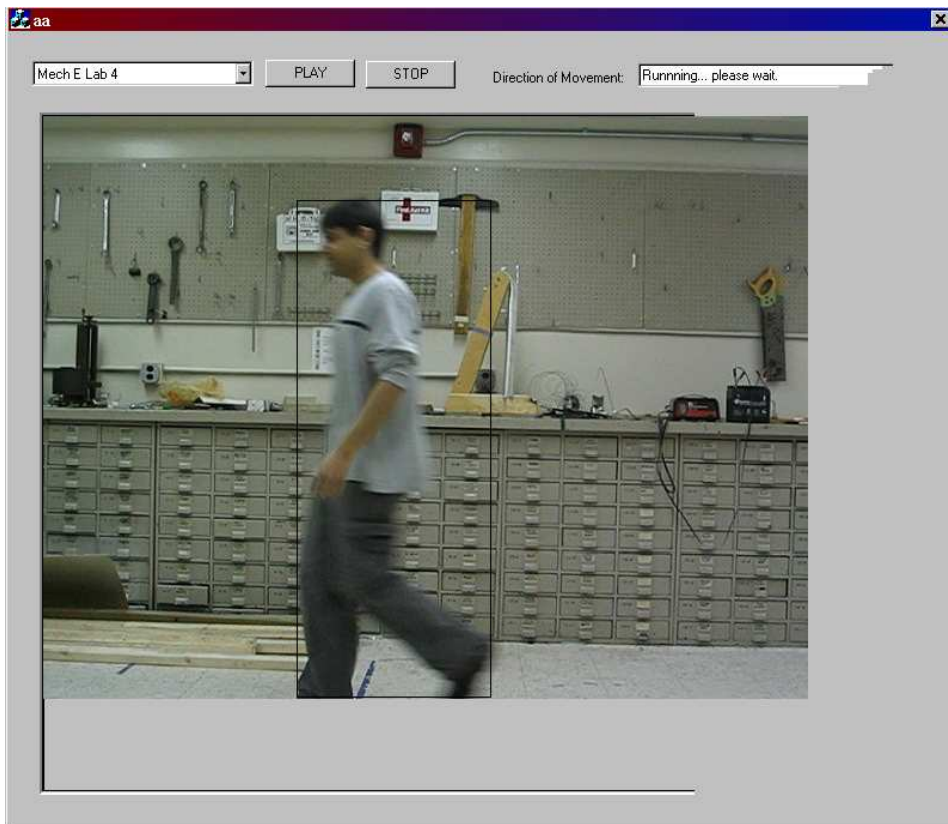 aa
Mech E Lab 4
PLAY
STOP
Direction of Movement:
Runnning... please wait.